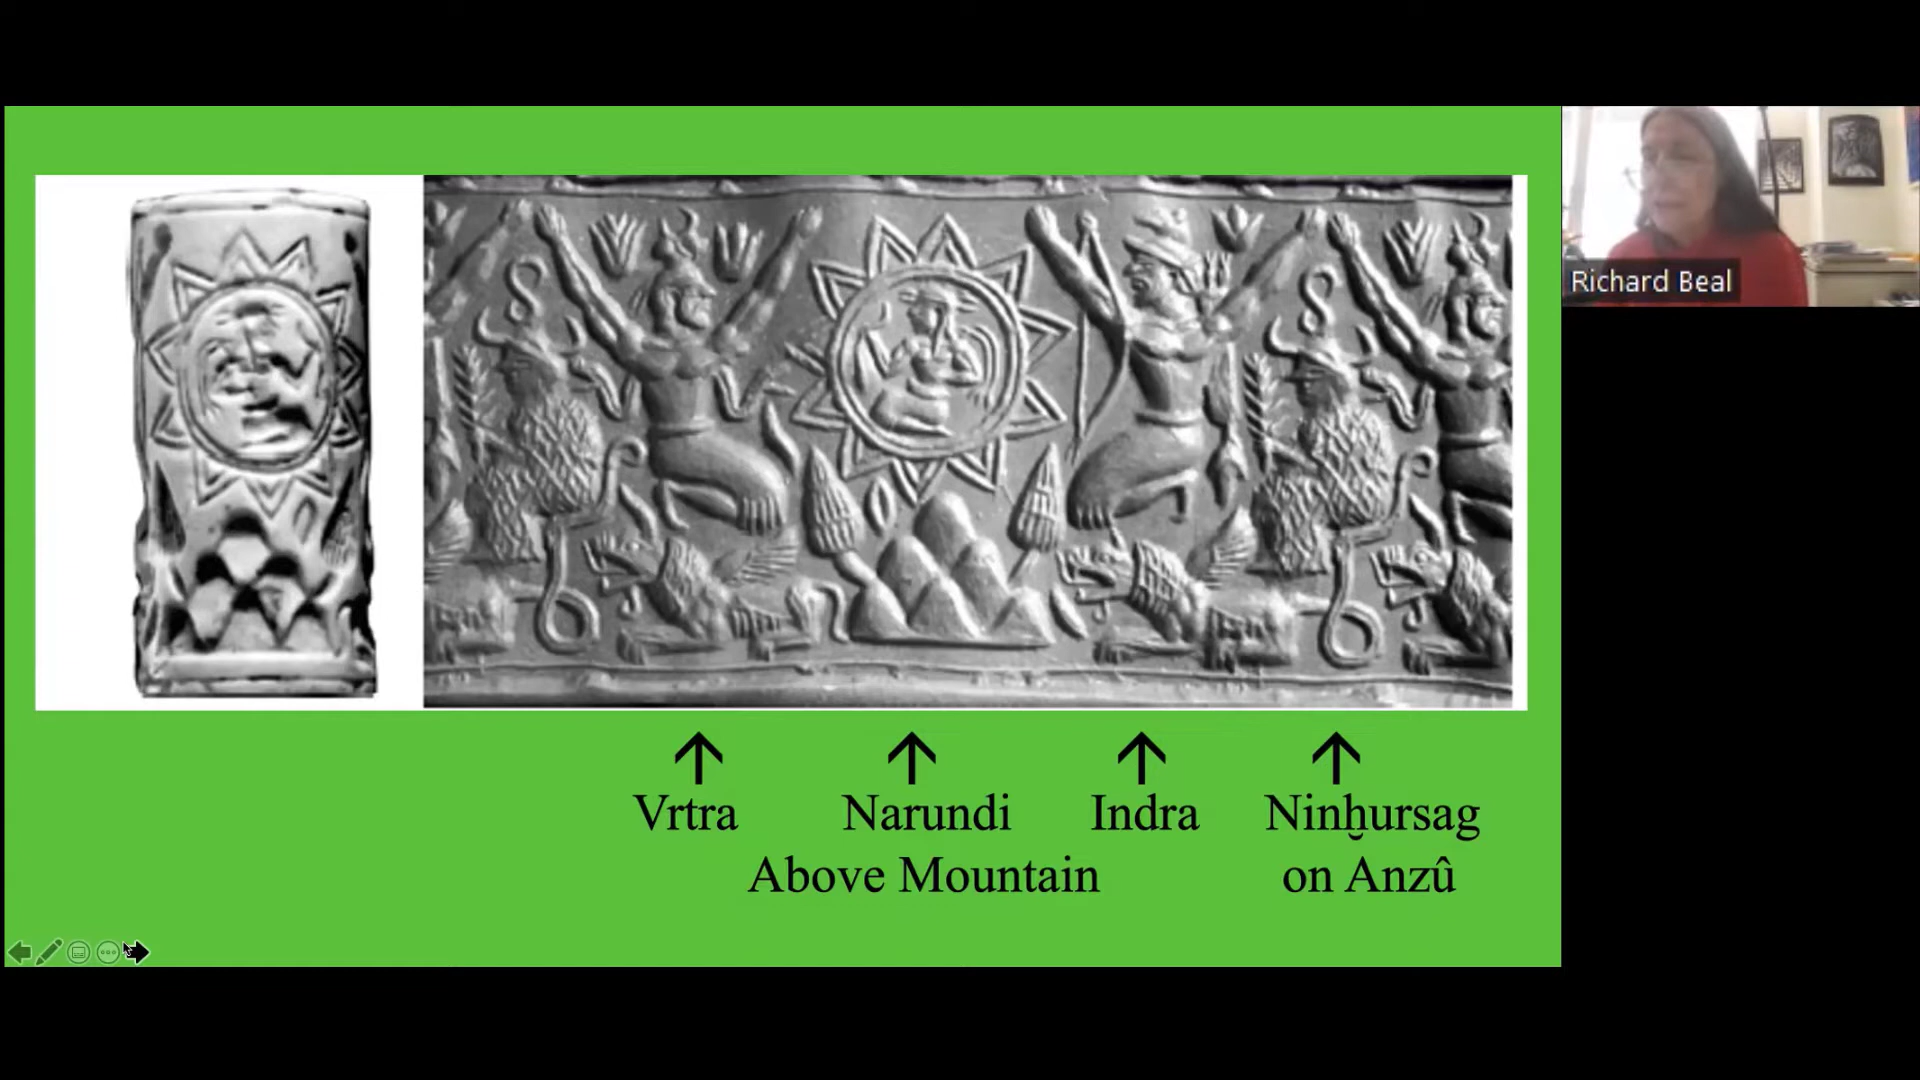 Richard Beal
Vrtra
Narundi
Indra
Ninḫursag
Above Mountain
on Anzû